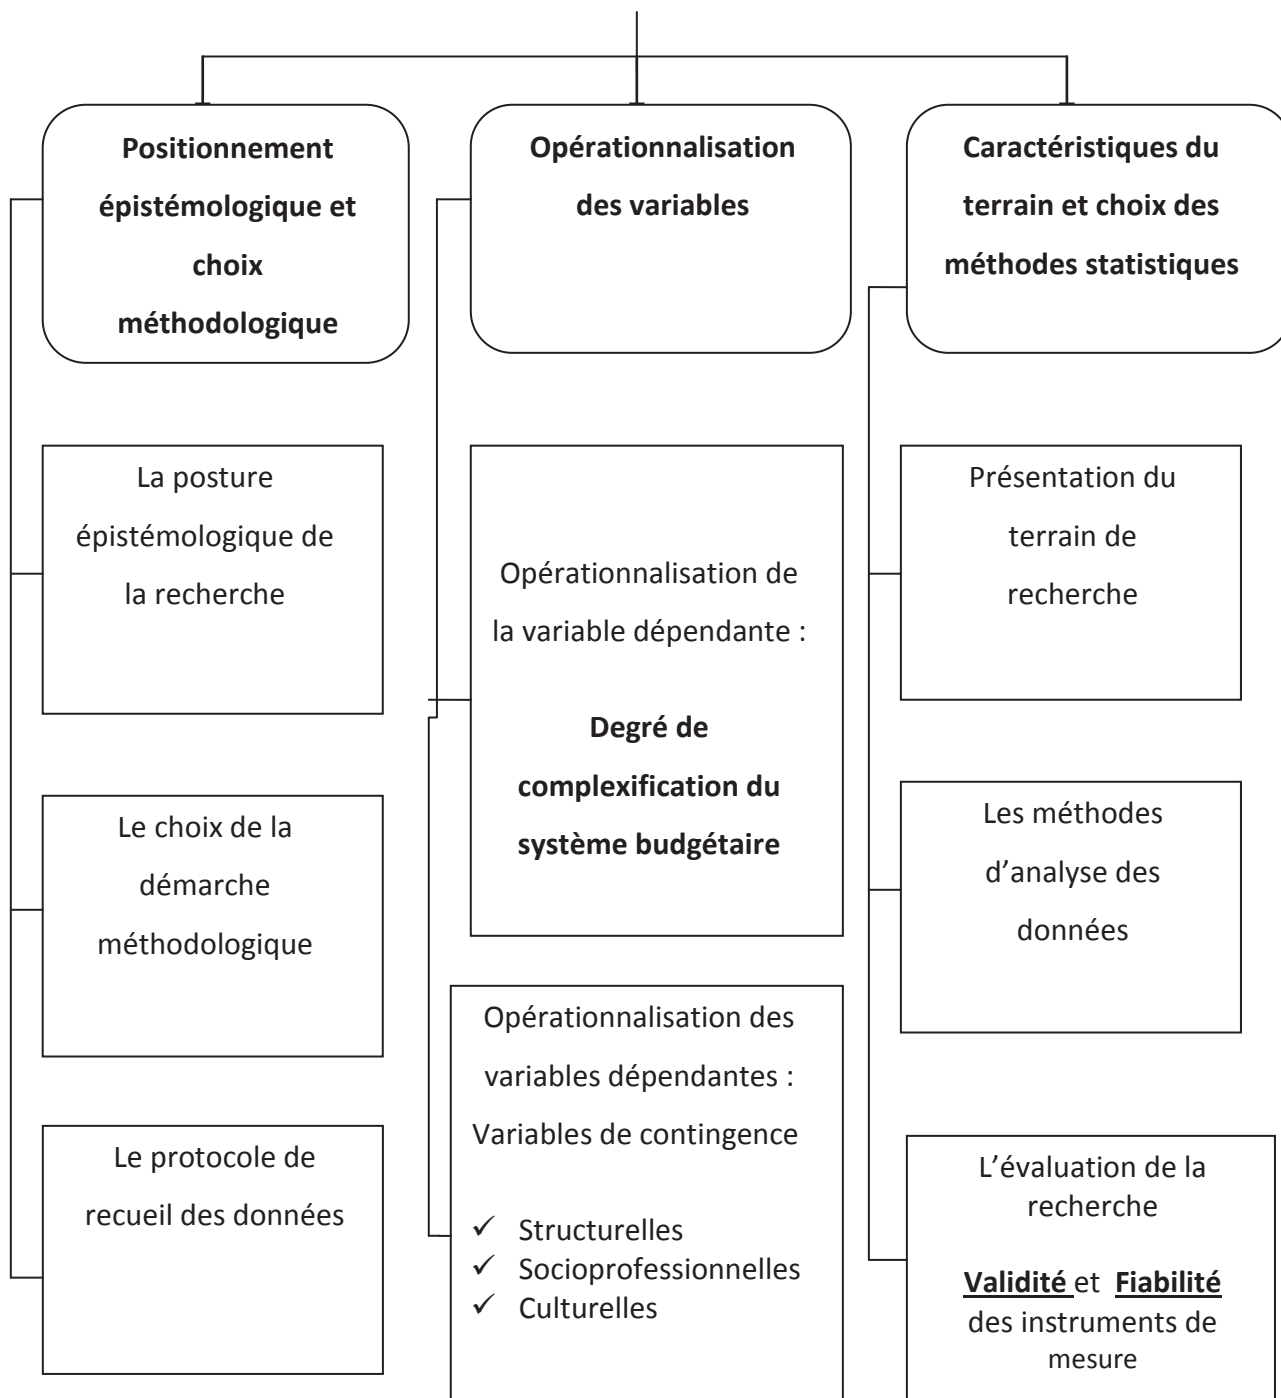 Positionnement
épistémologique et
choix
méthodologique
La posture
épistémologique de
la recherche
Le choix de la
démarche
méthodologique
Le protocole de
recueil des données
Opérationnalisation
des variables
Opérationnalisation de
la variable dépendante :
Degré de
complexification du
système budgétaire
Opérationnalisation des
variables dépendantes :
Variables de contingence
✓ Structurelles
✓ Socioprofessionnelles
✓ Culturelles
Caractéristiques du
terrain et choix des
méthodes statistiques
Présentation du
terrain de
recherche
Les méthodes
d’analyse des
données
L’évaluation de la
recherche
Validité et Fiabilité
des instruments de
mesure